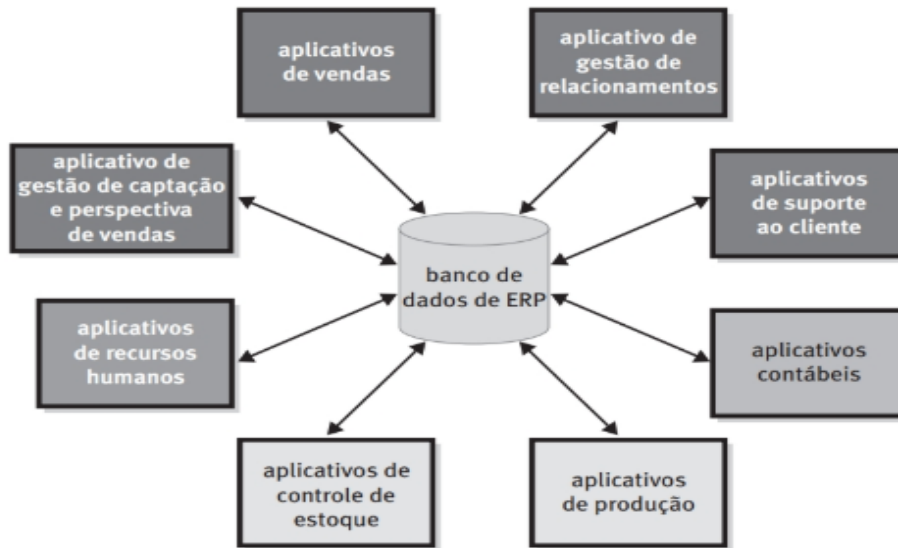 aplicativos
de vendas
aplicativo de
gestão de
relacionamentos
aplicativo de
gestão de captação
e perspectiva
de vendas
aplicativos
de suporte
ao cliente
banco de
dados de ERP
aplicativos
de recursos
humanos
aplicativos
contábeis
aplicativos de
controle de
estoque
aplicativos
de produção